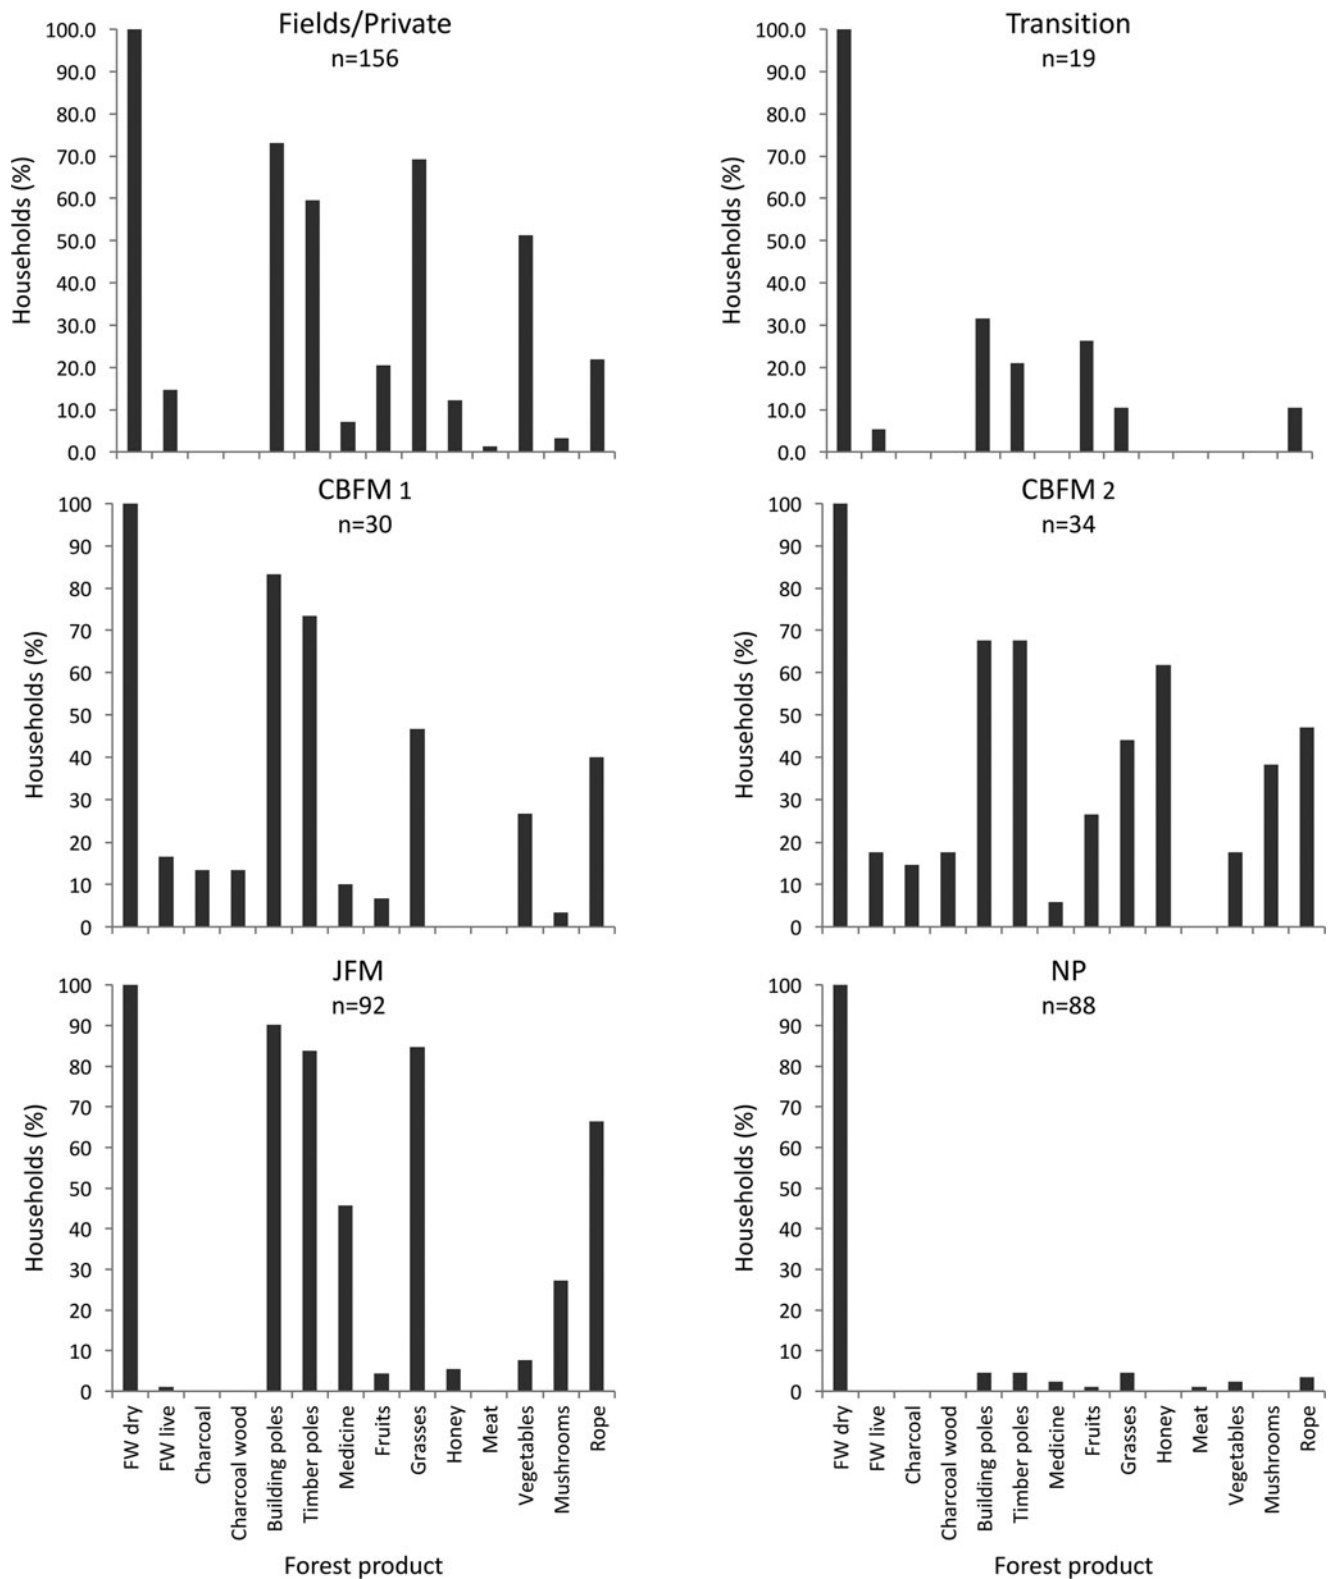 Fields/Private
n=156
Households (%)
100.0
90.0
80.0
70.0
60.0
50.0
40.0
30.0
20.0
10.0
0.0
Transition
n=19
Households (%)
100.0
90.0
80.0
70.0
60.0
50.0
40.0
30.0
20.0
10.0
0.0
CBFM 1
n=30
Households (%)
100
90
80
70
60
50
40
30
20
10
0
CBFM 2
n=34
Households (%)
100
90
80
70
60
50
40
30
20
10
0
JFM
n=92
Households (%)
100
90
80
70
60
50
40
30
20
10
0
FW dry
FW live
Charcoal
Charcoal wood
Building poles
Timber poles
Medicine
Fruits
Grasses
Honey
Meat
Vegetables
Mushrooms
Rope
Forest product
NP
n=88
Households (%)
100
90
80
70
60
50
40
30
20
10
0
FW dry
FW live
Charcoal
Charcoal wood
Building poles
Timber poles
Medicine
Fruits
Grasses
Honey
Meat
Vegetables
Mushrooms
Rope
Forest product